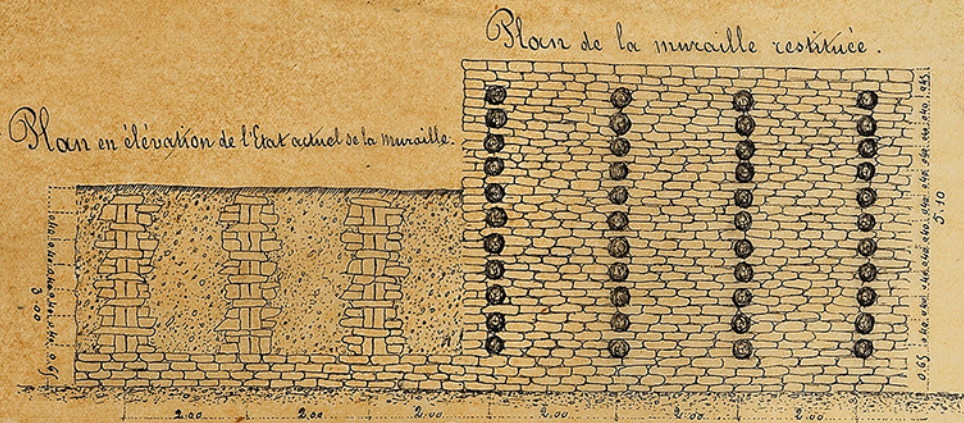 Plan de la muraille restituée.
Plan en élévation de l'Etat actuel de la muraille.
3.00
5.10
0.65
2.00 2.00 2.00 2.00 2.00 2.00